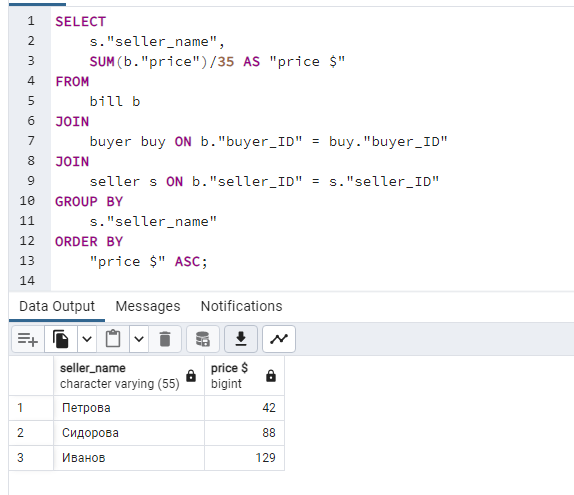 1 SELECT
2 s."seller_name",
3 SUM(b."price")/35 AS "price $"
4 FROM
5 bill b
6 JOIN
7 buyer buy ON b."buyer_ID" = buy."buyer_ID"
8 JOIN
9 seller s ON b."seller_ID" = s."seller_ID"
10 GROUP BY
11 s."seller_name"
12 ORDER BY
13 "price $" ASC;
14
Data Output Messages Notifications
seller_name price $
character varying (55) bigint
1 Петрова 42
2 Сидорова 88
3 Иванов 129